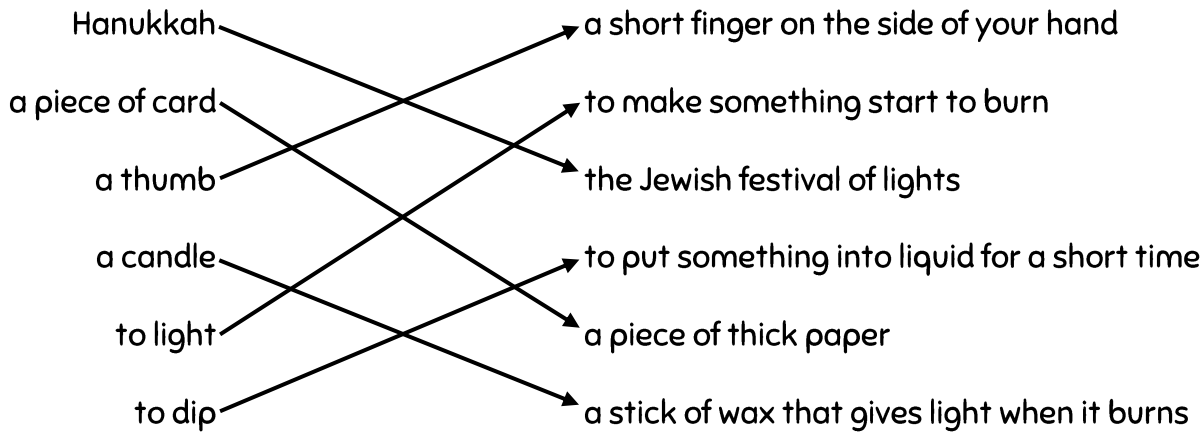 Hanukkah
a piece of card
a thumb
a candle
to light
to dip
a short finger on the side of your hand
to make something start to burn
the Jewish festival of lights
to put something into liquid for a short time
a piece of thick paper
a stick of wax that gives light when it burns